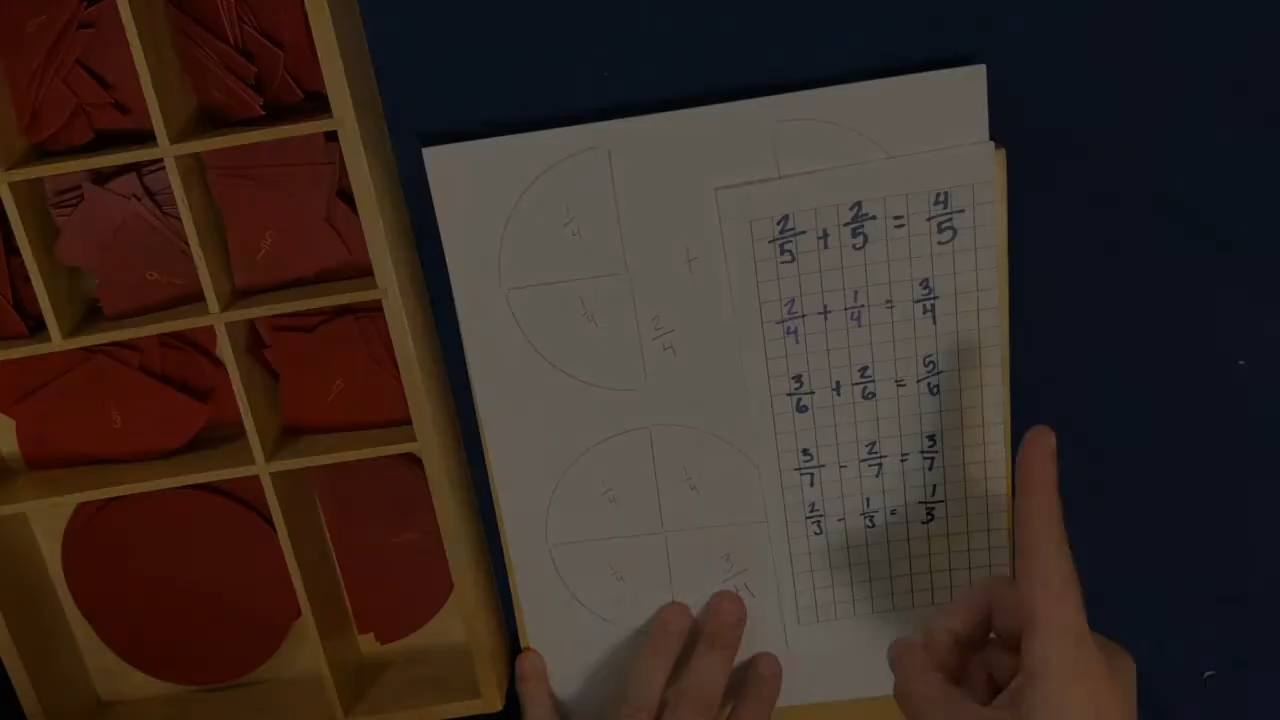 2/5 + 2/5 = 4/5
2/4 + 1/4 = 3/4
3/6 + 2/6 = 5/6
5/7 - 2/7 = 3/7
2/3 - 1/3 = 1/3
1/4
+
1/4
2/4
1/4 1/4
1/4 3/4
1/3